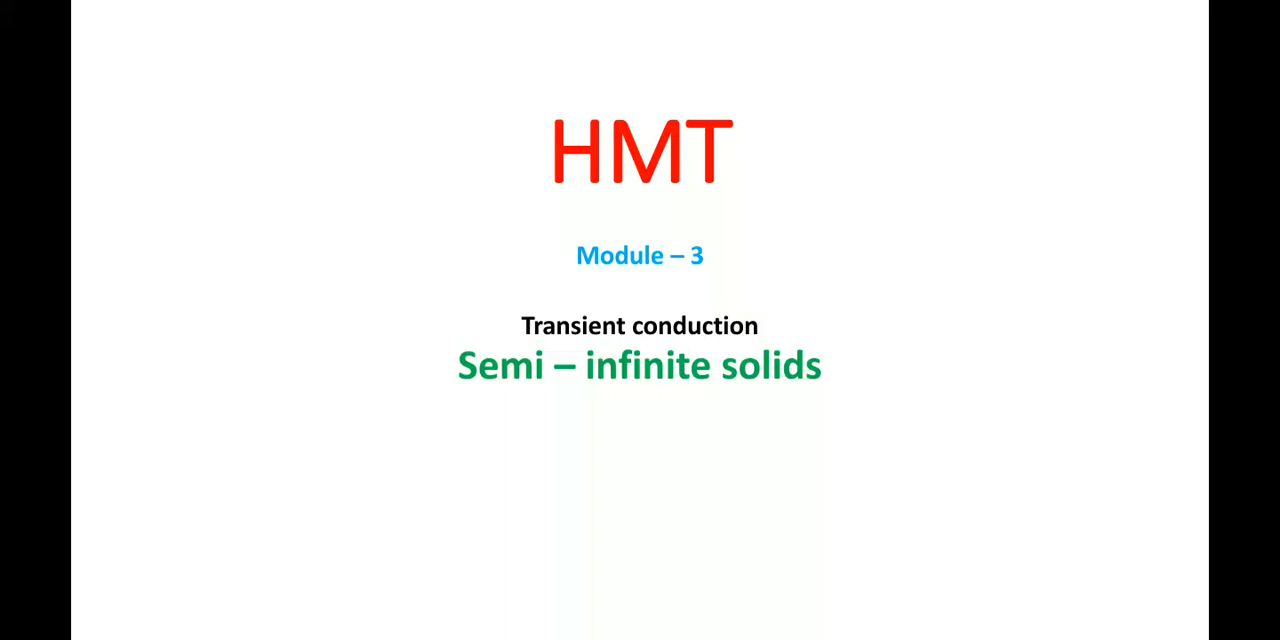 HMT
Module – 3
Transient conduction
Semi – infinite solids